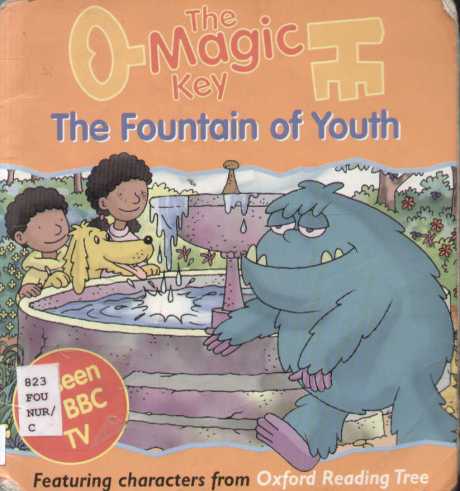 The
Magic
Key
The Fountain of Youth
823
FOU
NUR/
C
een
BBC
TV
Featuring characters from Oxford Reading Tree